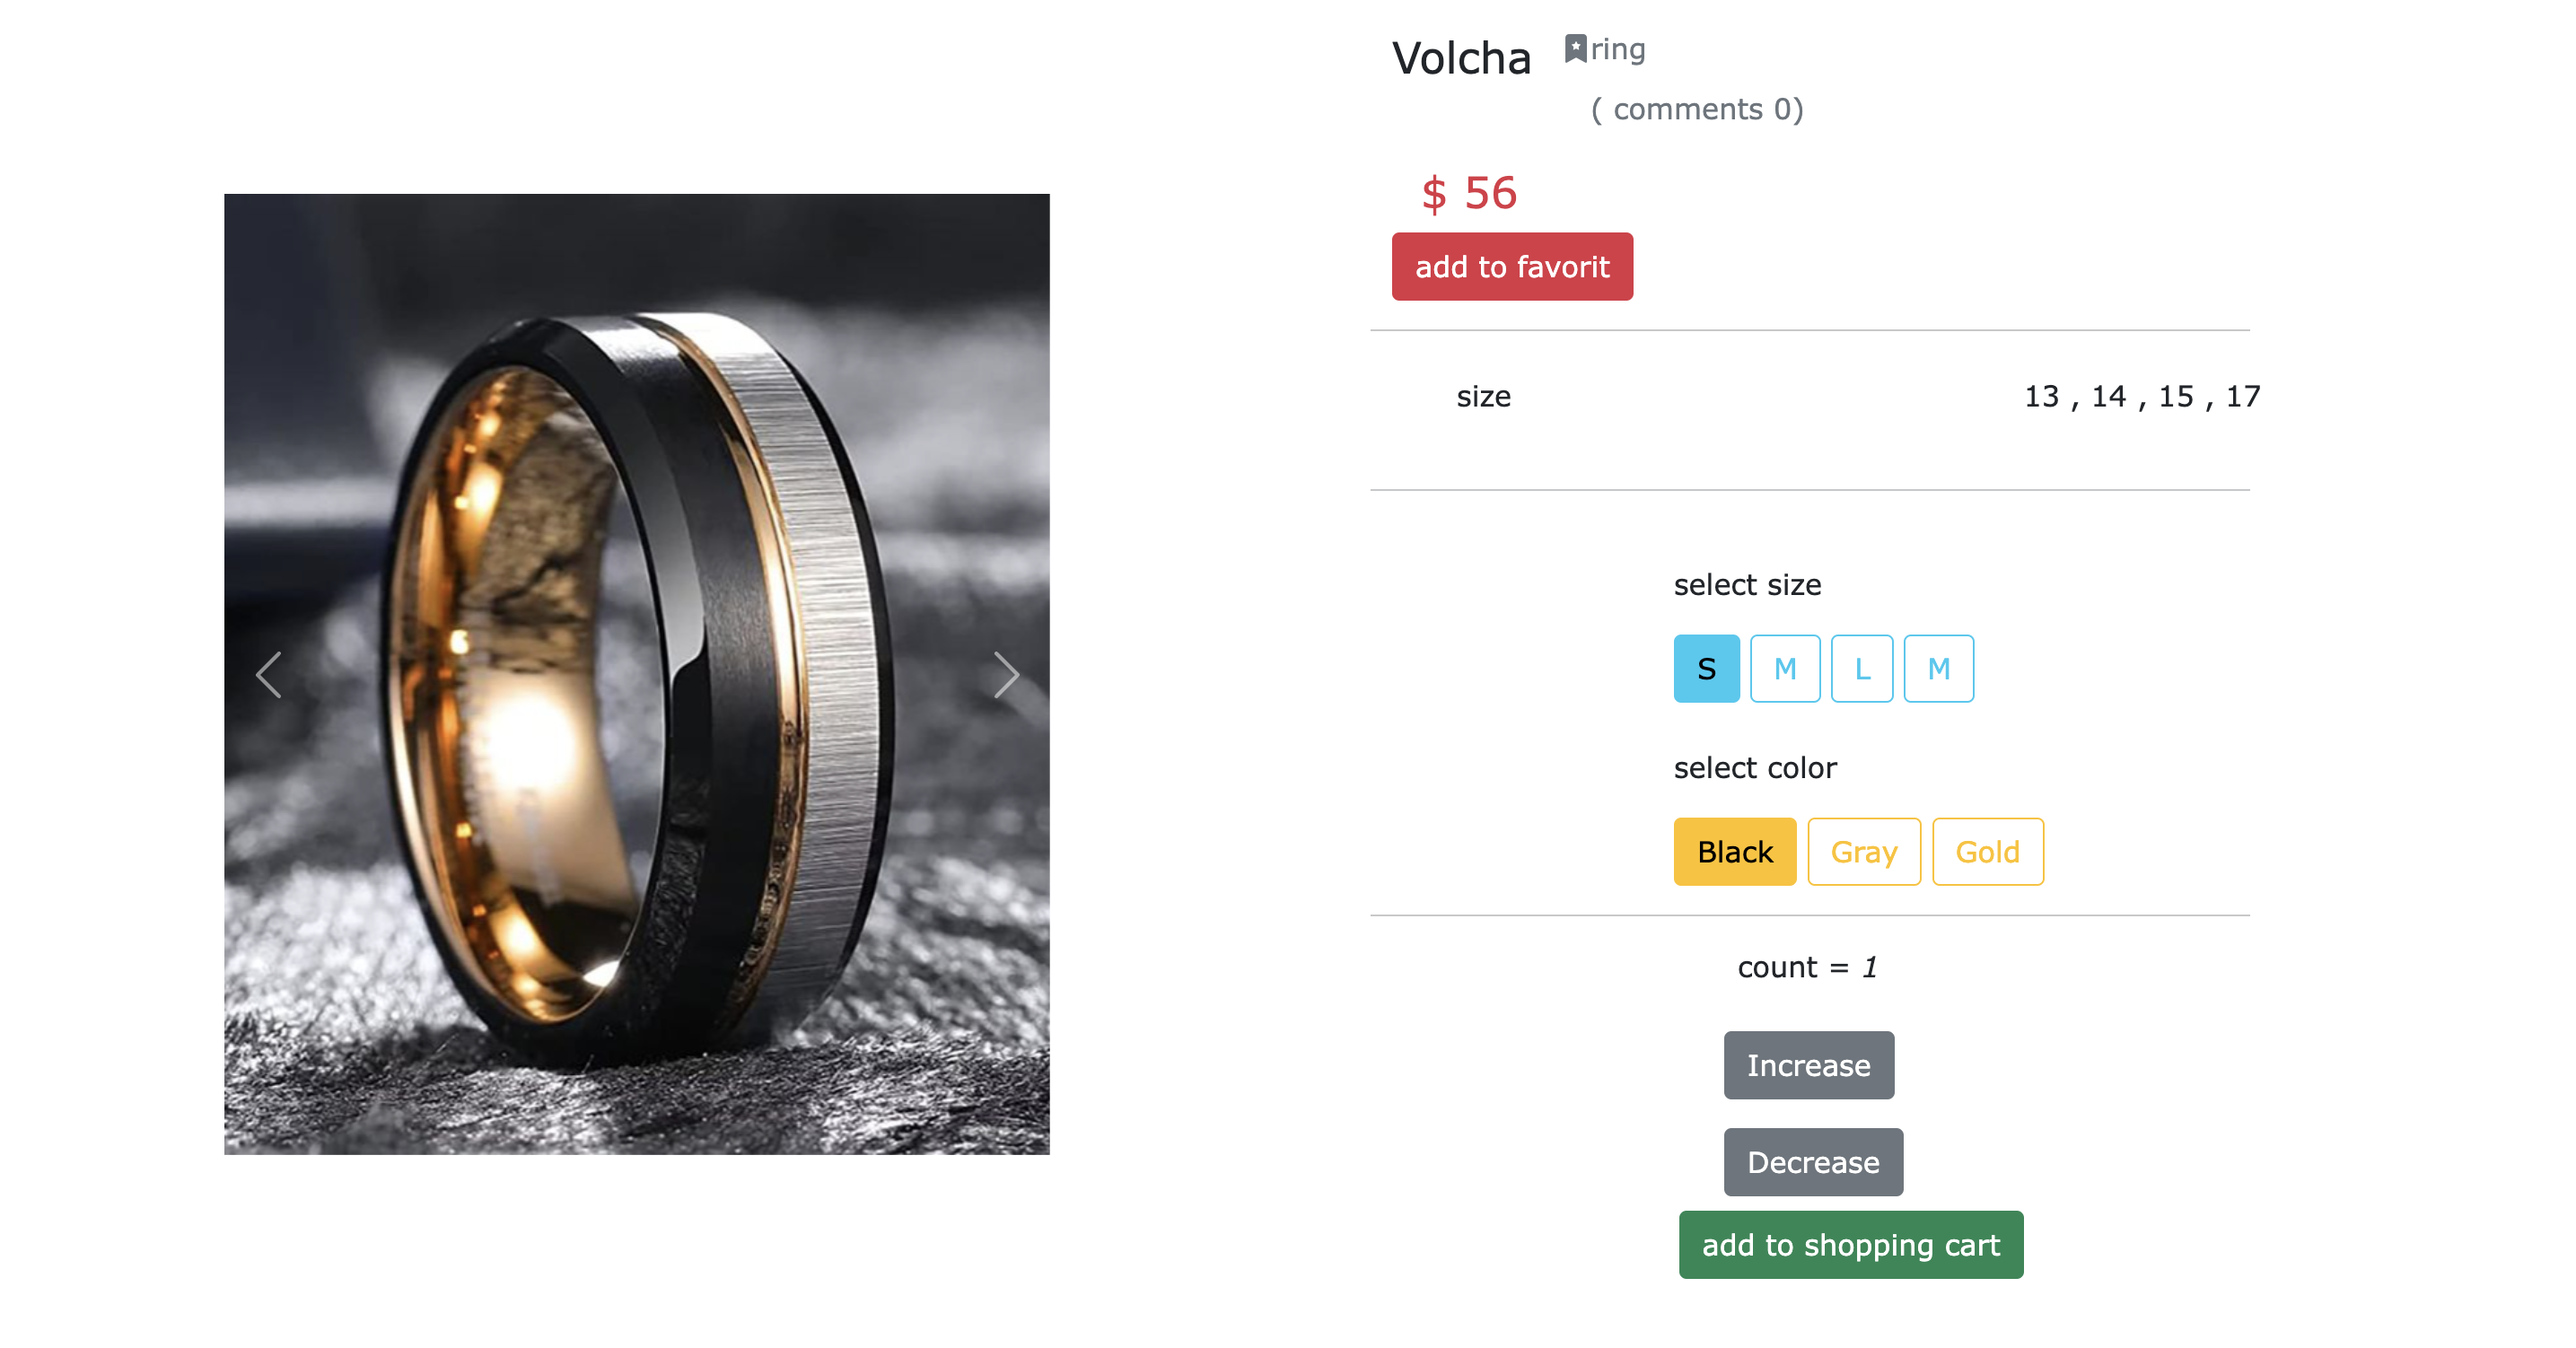 Volcha ring
( comments 0)
$ 56
add to favorit
size 13 , 14 , 15 , 17
select size
S M L M
select color
Black Gray Gold
count = 1
Increase
Decrease
add to shopping cart